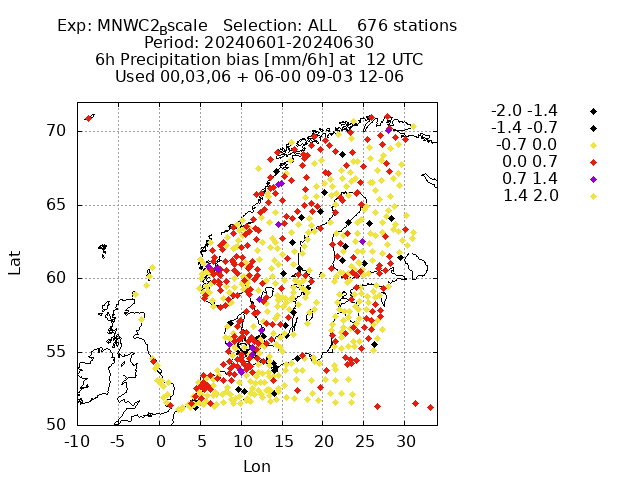 Exp: MNWC2Bscale   Selection: ALL    676 stations
Period: 20240601-20240630
6h Precipitation bias [mm/6h] at  12 UTC
Used 00,03,06 + 06-00 09-03 12-06
-2.0 -1.4
-1.4 -0.7
-0.7 0.0
0.0 0.7
0.7 1.4
1.4 2.0
Lat
70
65
60
55
50
-10 -5 0 5 10 15 20 25 30
Lon